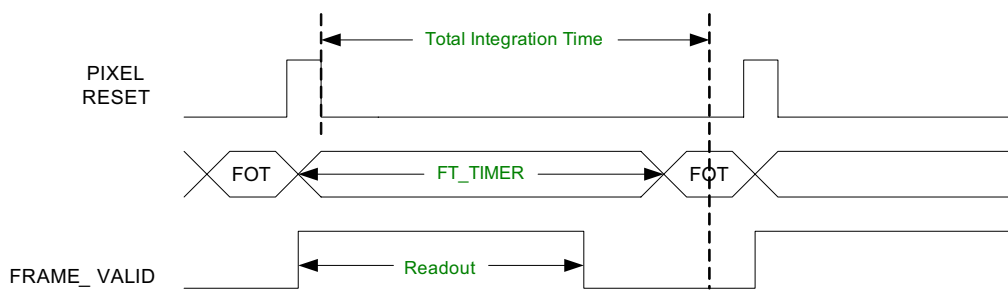 Total Integration Time
PIXEL
RESET
FOT
FT_TIMER
FOT
FRAME_ VALID
Readout